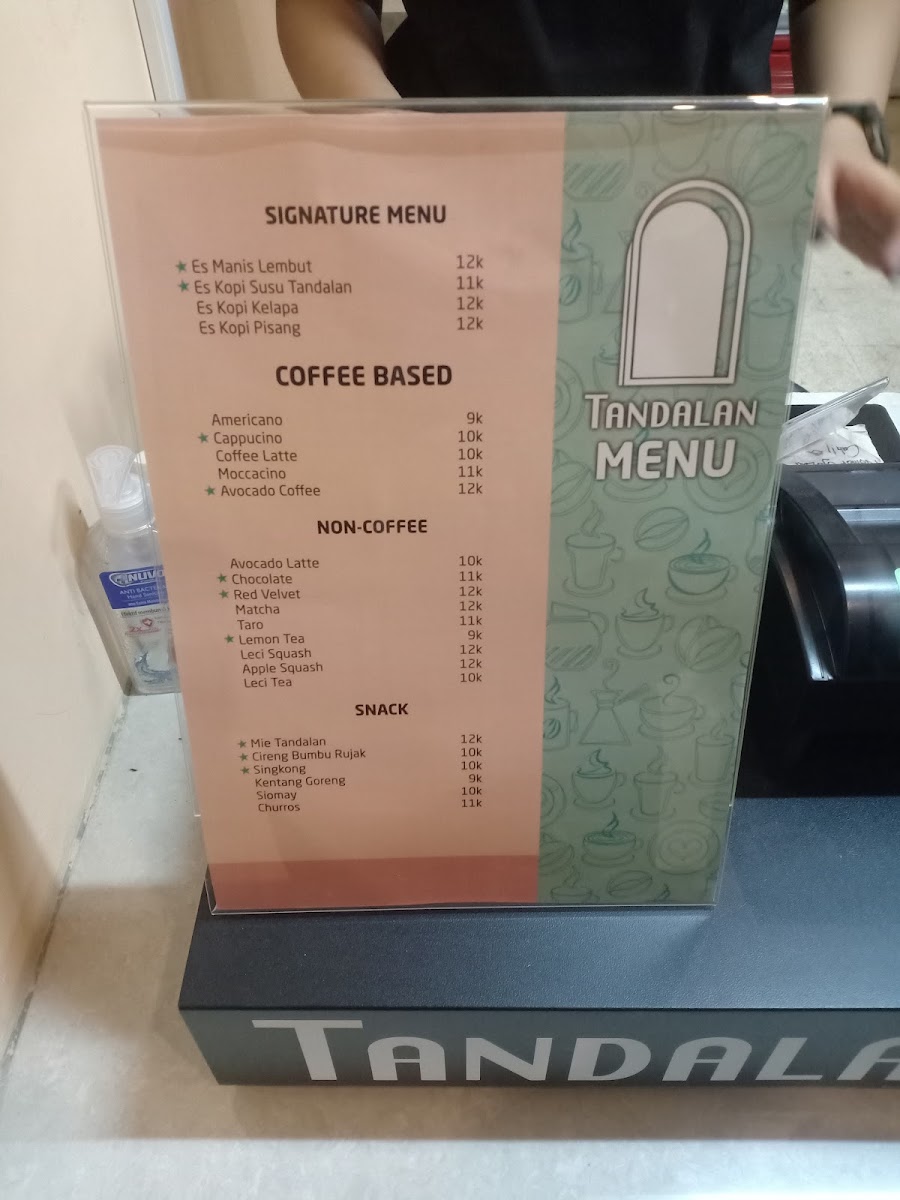 SIGNATURE MENU
★ Es Manis Lembut 12k
★ Es Kopi Susu Tandalan 11k
Es Kopi Kelapa 12k
Es Kopi Pisang 12k
COFFEE BASED
Americano 9k
★ Cappucino 10k
Coffee Latte 10k
Moccacino 11k
★ Avocado Coffee 12k
NON-COFFEE
Avocado Latte 10k
★ Chocolate 11k
★ Red Velvet 12k
Matcha 12k
Taro 11k
★ Lemon Tea 9k
Leci Squash 12k
Apple Squash 12k
Leci Tea 10k
SNACK
★ Mie Tandalan 12k
★ Cireng Bumbu Rujak 10k
★ Singkong 10k
Kentang Goreng 9k
Siomay 10k
Churros 11k
TANDALAN
MENU
NUVO
ANTI BACTE
TANDALA